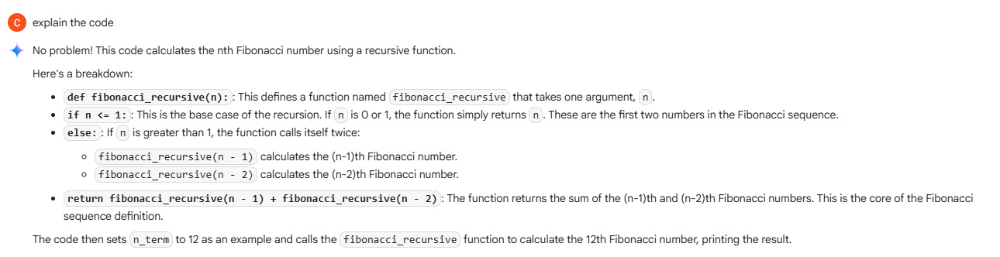 C explain the code
No problem! This code calculates the nth Fibonacci number using a recursive function.
Here's a breakdown:
• def fibonacci_recursive(n): : This defines a function named fibonacci_recursive that takes one argument, n .
• if n <= 1: : This is the base case of the recursion. If n is 0 or 1, the function simply returns n . These are the first two numbers in the Fibonacci sequence.
• else: : If n is greater than 1, the function calls itself twice:
◦ fibonacci_recursive(n - 1) calculates the (n-1)th Fibonacci number.
◦ fibonacci_recursive(n - 2) calculates the (n-2)th Fibonacci number.
• return fibonacci_recursive(n - 1) + fibonacci_recursive(n - 2) : The function returns the sum of the (n-1)th and (n-2)th Fibonacci numbers. This is the core of the Fibonacci
sequence definition.
The code then sets n_term to 12 as an example and calls the fibonacci_recursive function to calculate the 12th Fibonacci number, printing the result.